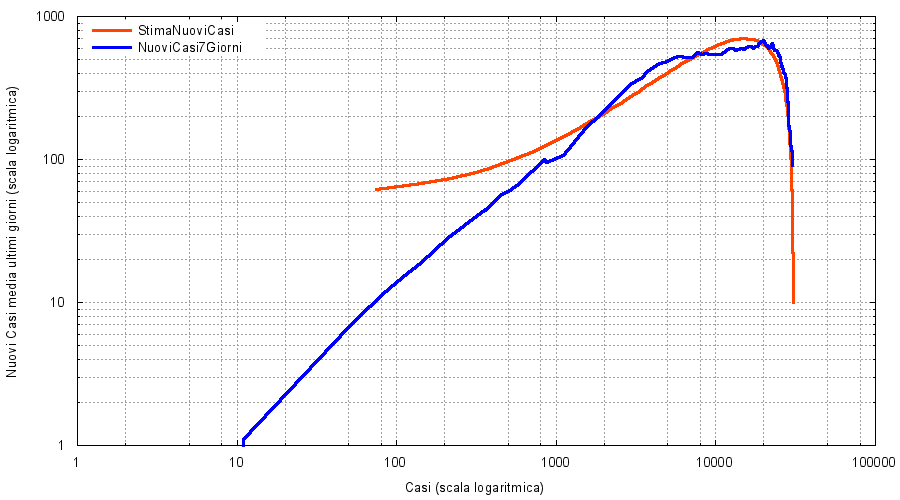 1000
StimaNuoviCasi
NuoviCasi7Giorni
100
Nuovi Casi media ultimi giorni (scala logaritmica)
10
1
1 10 100 1000 10000 100000
Casi (scala logaritmica)